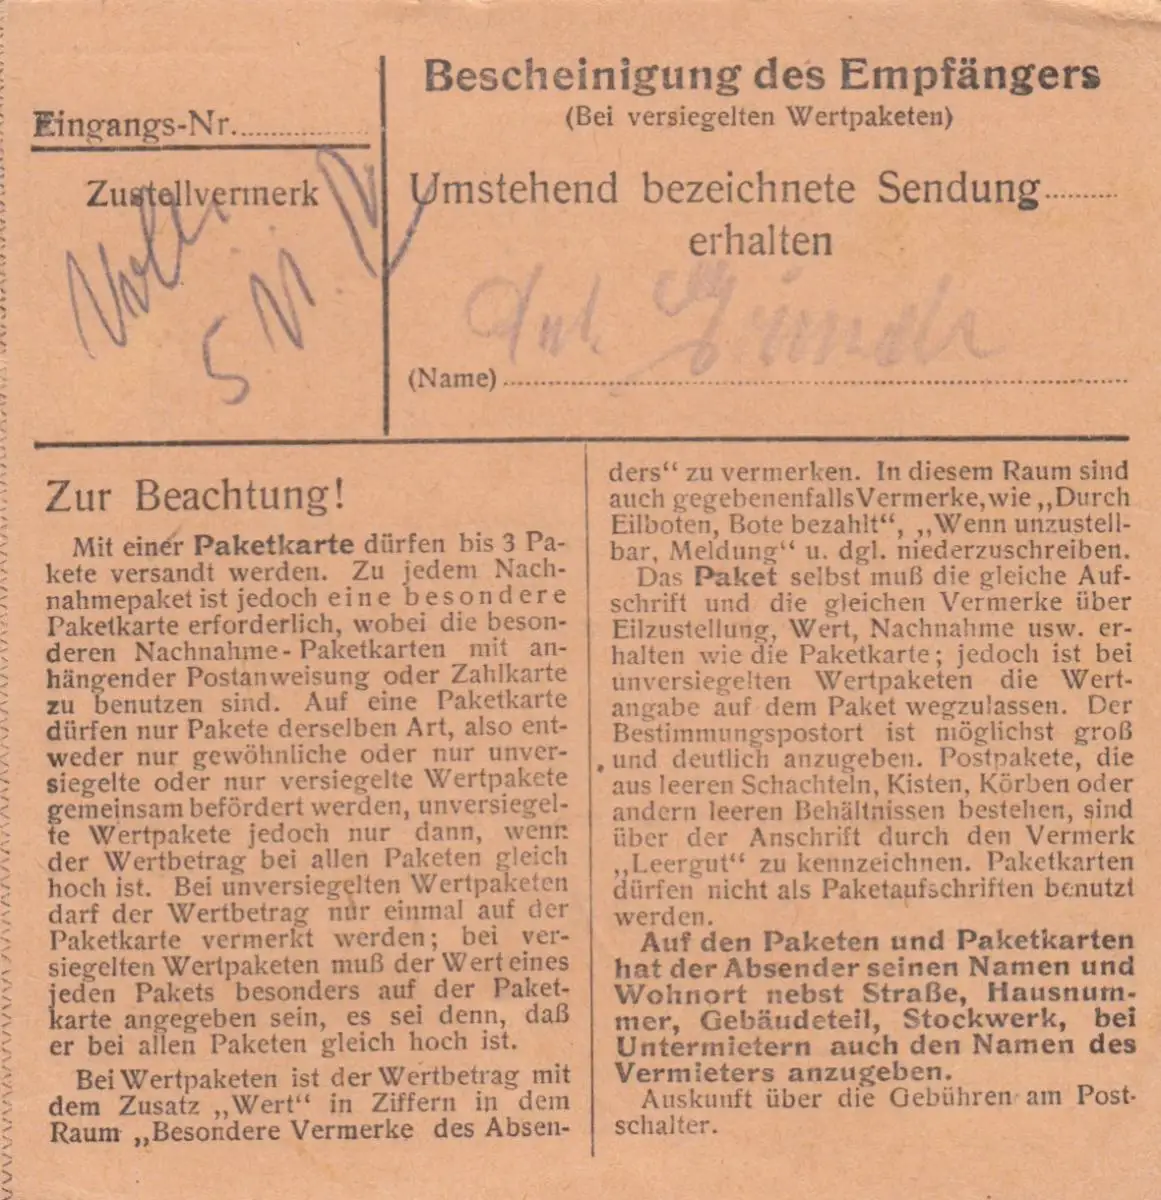 Eingangs-Nr.
Zustellvermerk
5
Bescheinigung des Empfängers
(Bei versiegelten Wertpaketen)
Umstehend bezeichnete Sendung
erhalten
(Name)
Zur Beachtung!
Mit einer Paketkarte dürfen bis 3 Pa-
kete versandt werden. Zu jedem Nach-
nahmepaket ist jedoch eine besondere
Paketkarte erforderlich, wobei die beson-
deren Nachnahme-Paketkarten mit an-
hängender Postanweisung oder Zahlkarte
zu benutzen sind. Auf eine Paketkarte
dürfen nur Pakete derselben Art, also ent-
weder nur gewöhnliche oder nur unver-
siegelte oder nur versiegelte Wertpakete
gemeinsam befördert werden, unversiegel-
te Wertpakete jedoch nur dann, wenn
der Wertbetrag bei allen Paketen gleich
hoch ist. Bei unversiegelten Wertpaketen
darf der Wertbetrag nur einmal auf der
Paketkarte vermerkt werden; bei ver-
siegelten Wertpaketen muß der Wert eines
jeden Pakets besonders auf der Paket-
karte angegeben sein, es sei denn, daß
er bei allen Paketen gleich hoch ist.
Bei Wertpaketen ist der Wertbetrag mit
dem Zusatz „Wert“ in Ziffern in dem
Raum „Besondere Vermerke des Absen-
ders“ zu vermerken. In diesem Raum sind
auch gegebenenfalls Vermerke, wie „Durch
Eilboten, Bote bezahlt“, „Wenn unzustell-
bar, Meldung“ u. dgl. niederzuschreiben.
Das Paket selbst muß die gleiche Auf-
schrift und die gleichen Vermerke über
Eilzustellung, Wert, Nachnahme usw. er-
halten wie die Paketkarte; jedoch ist bei
unversiegelten Wertpaketen die Wert-
angabe auf dem Paket wegzulassen. Der
Bestimmungspostort ist möglichst groß
und deutlich anzugeben. Postpakete, die
aus leeren Schachteln, Kisten, Körben oder
andern leeren Behältnissen bestehen, sind
über der Anschrift durch den Vermerk
„Leergut“ zu kennzeichnen. Paketkarten
dürfen nicht als Paketaufschriften benutzt
werden.
Auf den Paketen und Paketkarten
hat der Absender seinen Namen und
Wohnort nebst Straße, Hausnum-
mer, Gebäudeteil, Stockwerk, bei
Untermietern auch den Namen des
Vermieters anzugeben.
Auskunft über die Gebühren am Post-
schalter.